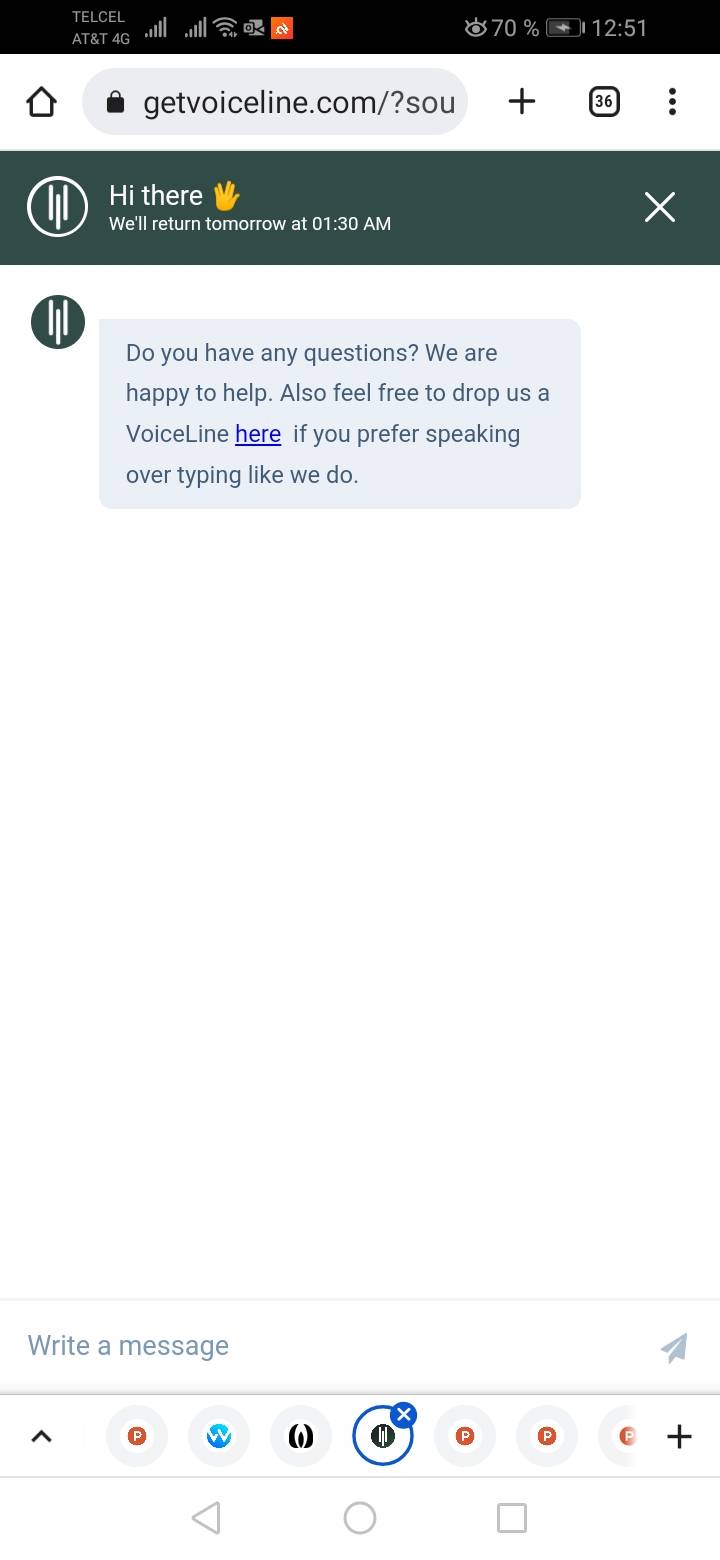 TELCEL
AT&T 4G
70 %
12:51
getvoiceline.com/?sou
36
Hi there 🖖
We'll return tomorrow at 01:30 AM
Do you have any questions? We are
happy to help. Also feel free to drop us a
VoiceLine here if you prefer speaking
over typing like we do.
Write a message
P
P
P
P